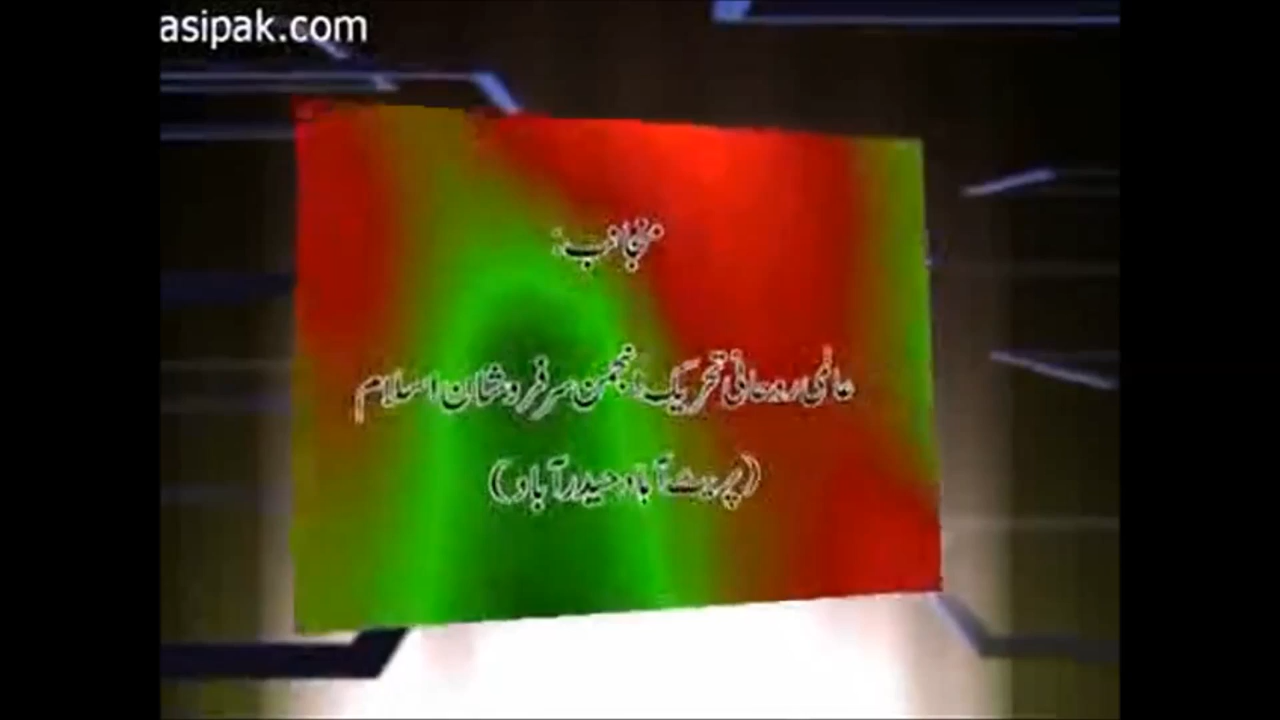 asipak.com
منجانب:
عالمی روحانی تحریک انجمن سرفروشان اسلام
(پریٹ آباد حیدرآباد)